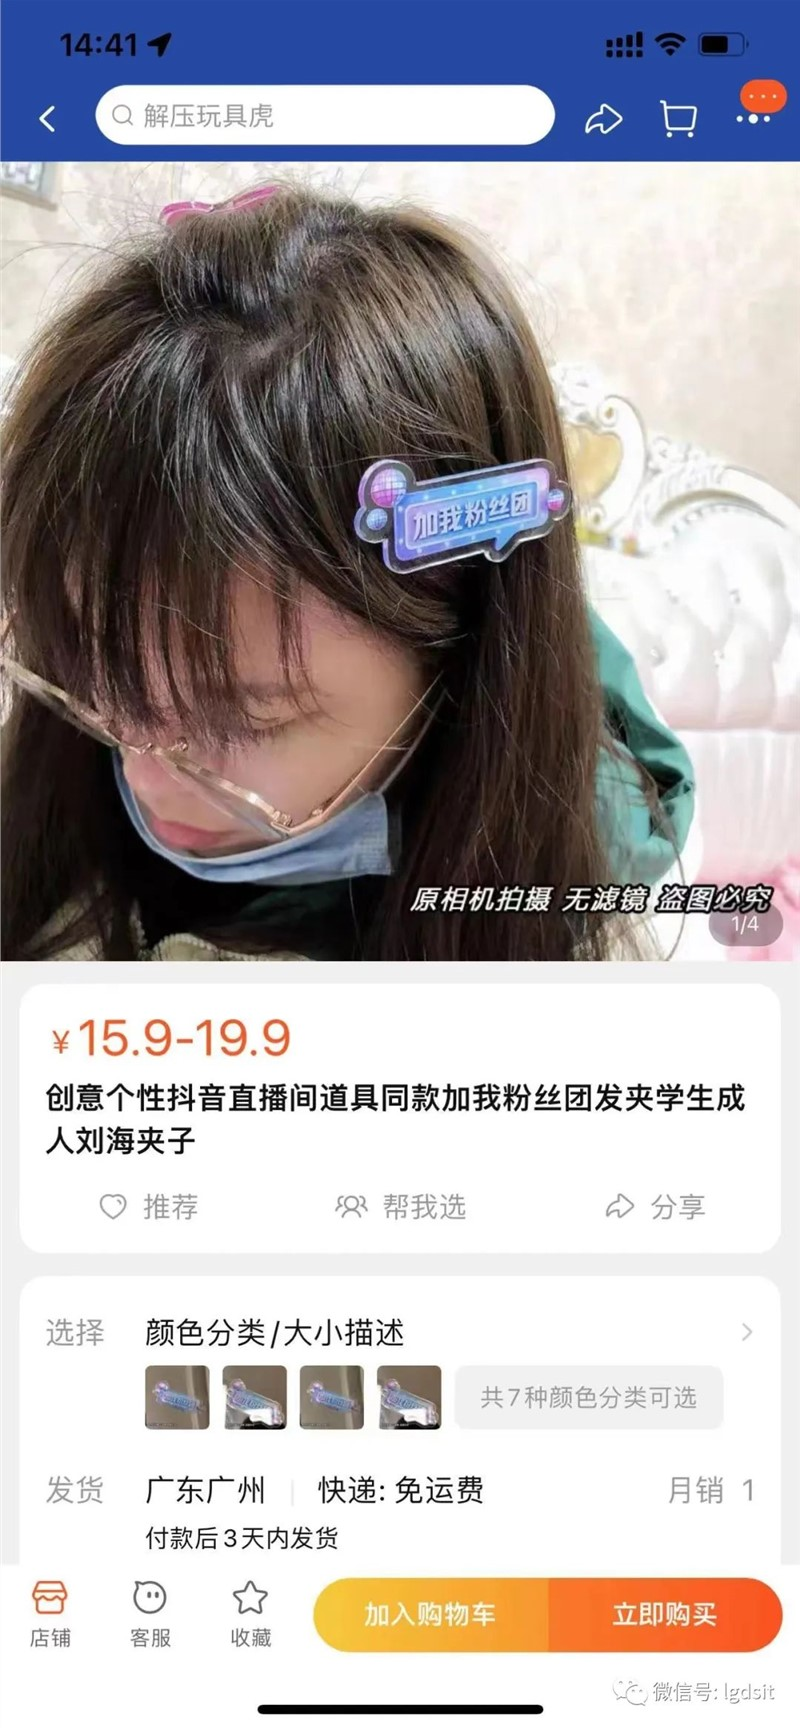 14:41
解压玩具虎
加我粉丝团
原相机拍摄 无滤镜 盗图必究
1/4
¥15.9-19.9
创意个性抖音直播间道具同款加我粉丝团发夹学生成
人刘海夹子
推荐
帮我选
分享
选择
颜色分类/大小描述
共7种颜色分类可选
发货
广东广州
快递: 免运费
月销 1
付款后3天内发货
店铺
客服
收藏
加入购物车
立即购买
微信号: lgdsit